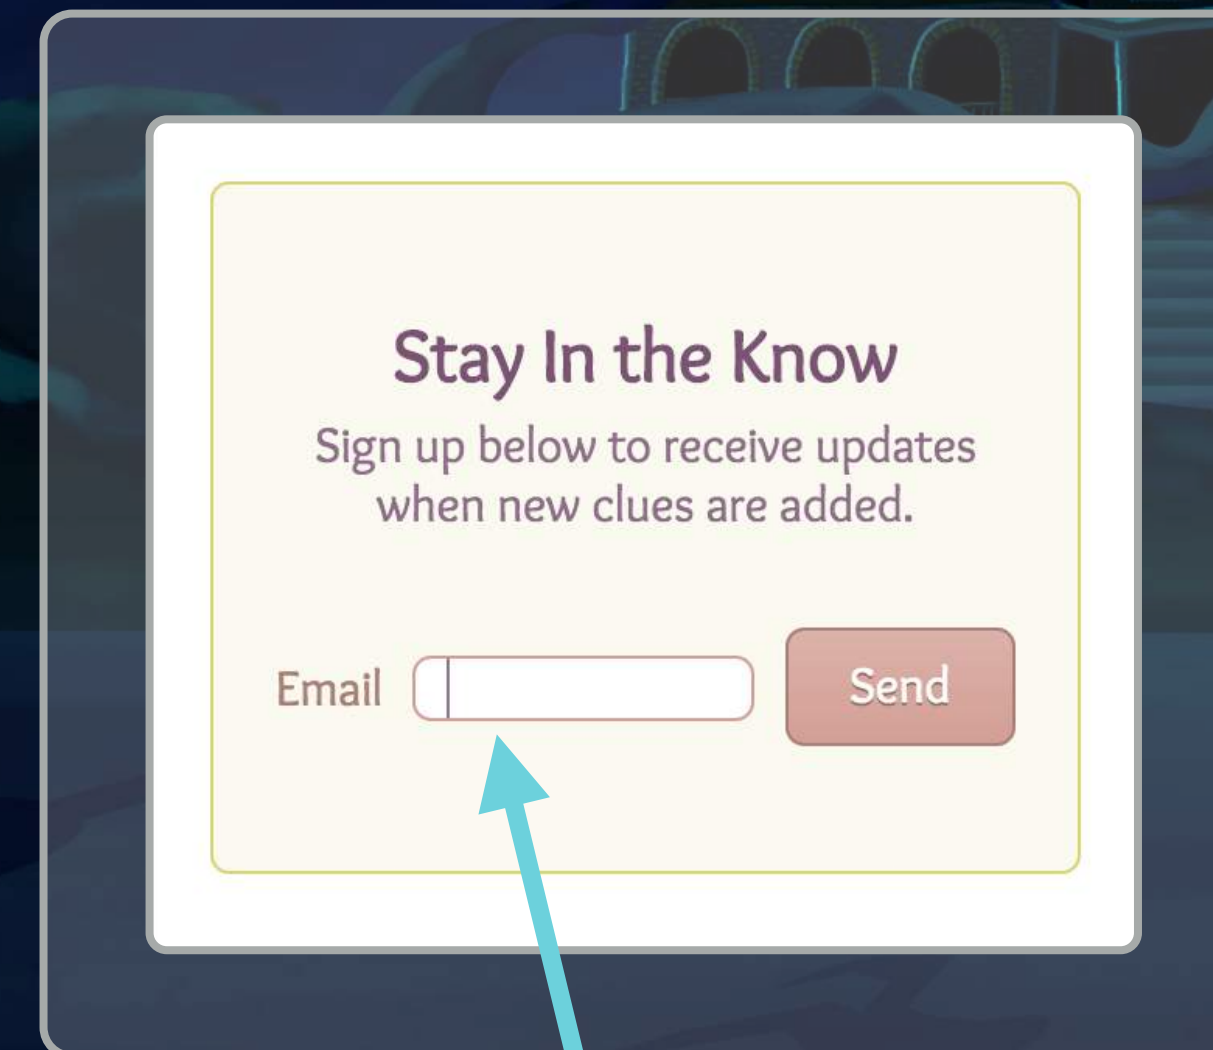 Stay In the Know
Sign up below to receive updates
when new clues are added.
Email
Send